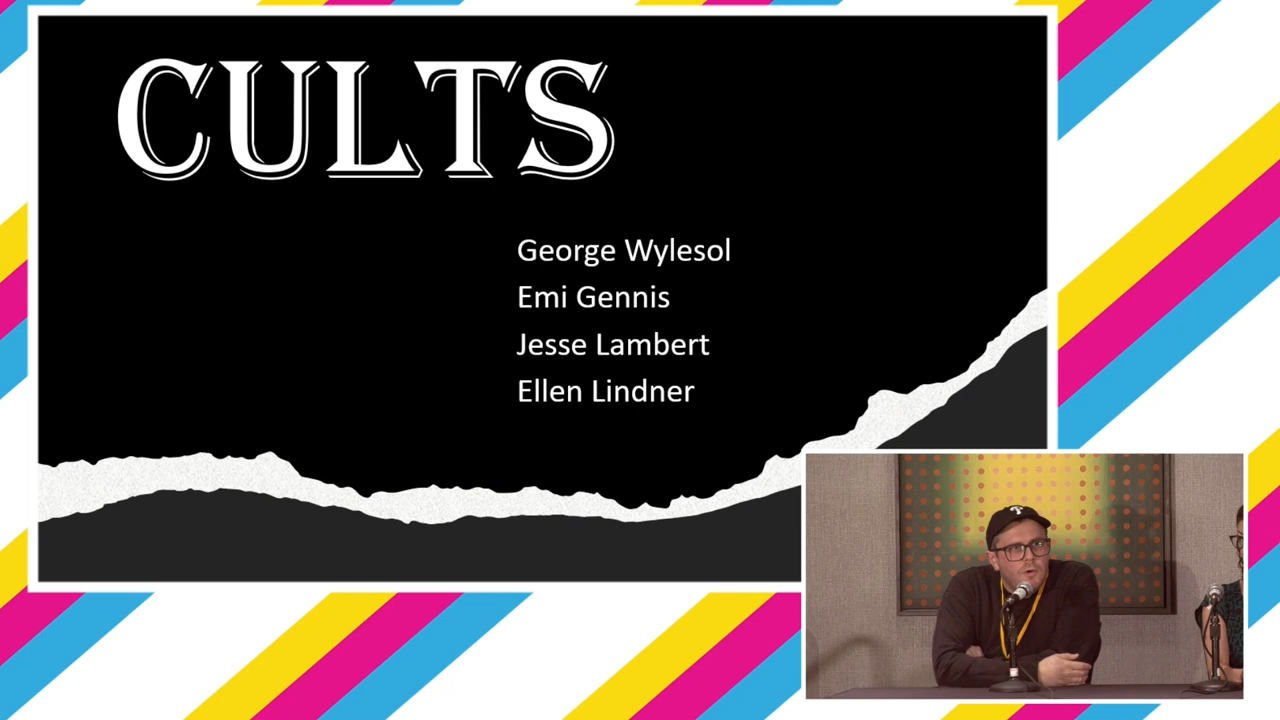 CULTS
George Wylesol
Emi Gennis
Jesse Lambert
Ellen Lindner